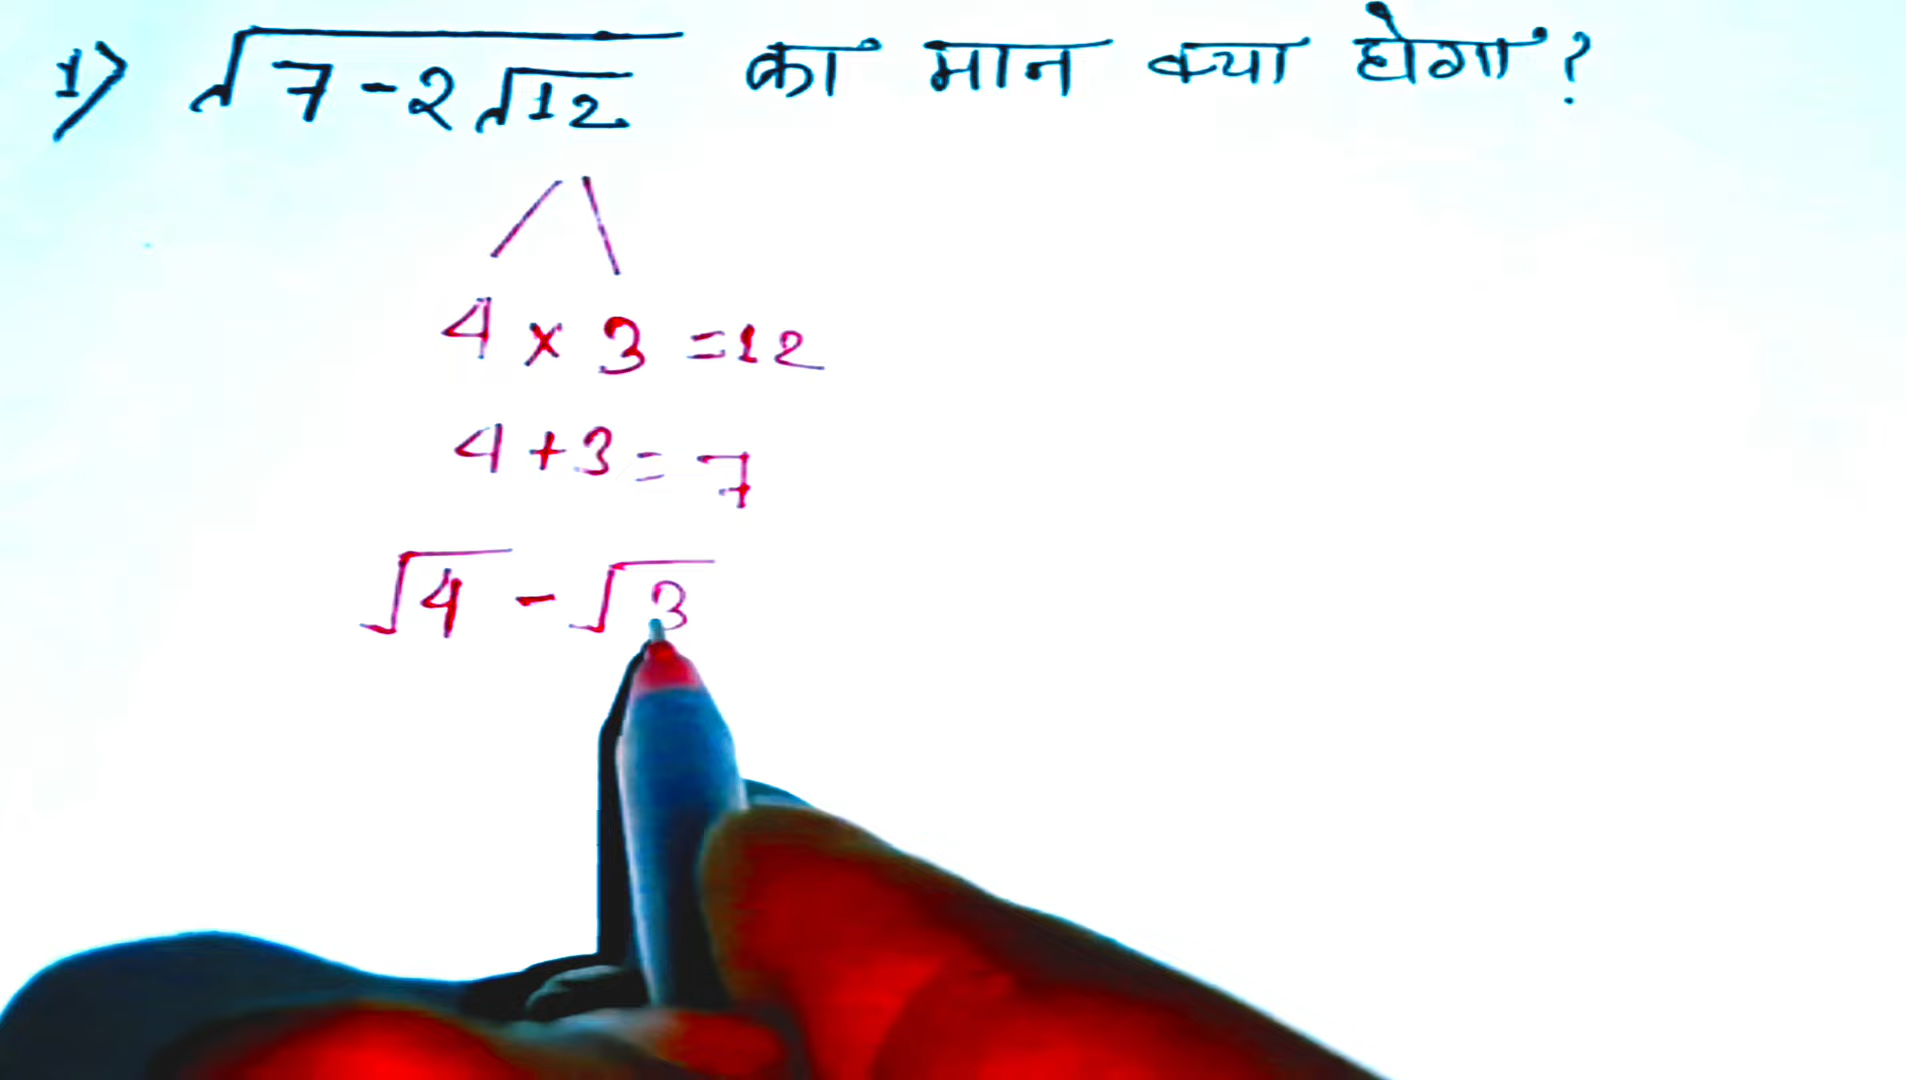 1) √(7-2√12) का मान क्या होगा ?
4 × 3 = 12
4 + 3 = 7
√4 - √3